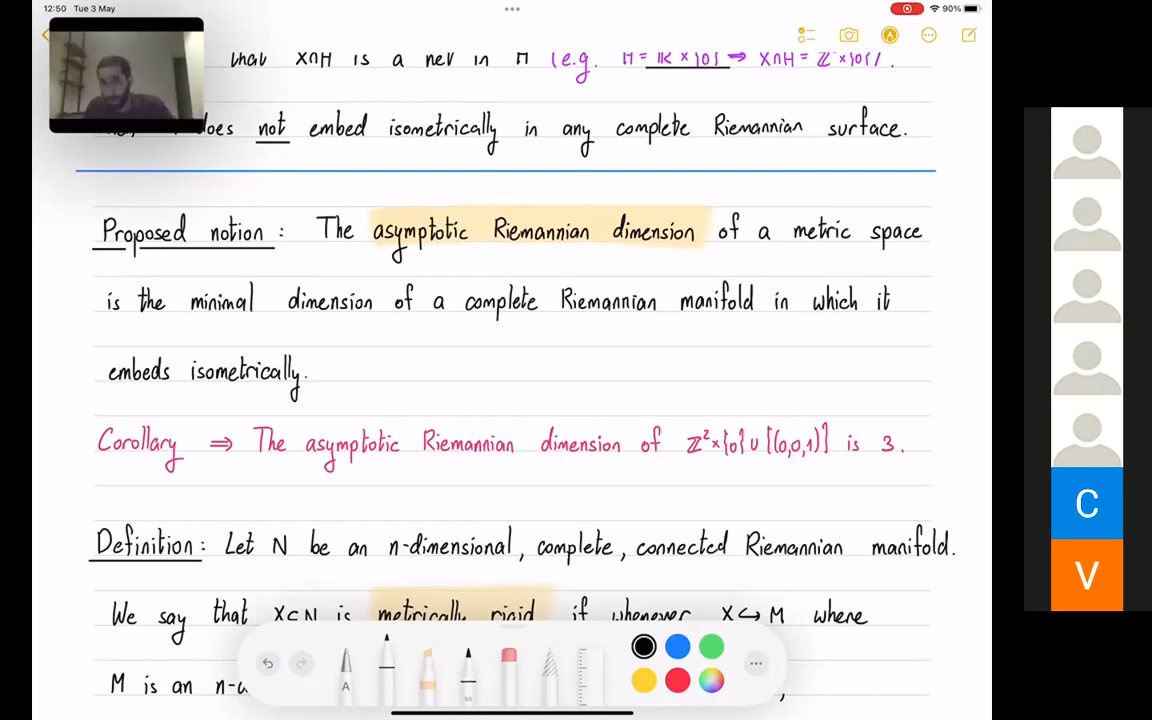 12:50 Tue 3 May
90%
that X∩H is a net in H (e.g. H = ℝ × {0} ⇒ X∩H = ℤ × {0}).
does not embed isometrically in any complete Riemannian surface.
Proposed notion : The asymptotic Riemannian dimension of a metric space
is the minimal dimension of a complete Riemannian manifold in which it
embeds isometrically.
Corollary ⇒ The asymptotic Riemannian dimension of ℤ²×{0} ∪ {(0,0,1)} is 3.
Definition : Let N be an n-dimensional, complete, connected Riemannian manifold.
We say that X⊂N is metrically rigid if whenever X↪M where
M is an
A
50
C
V